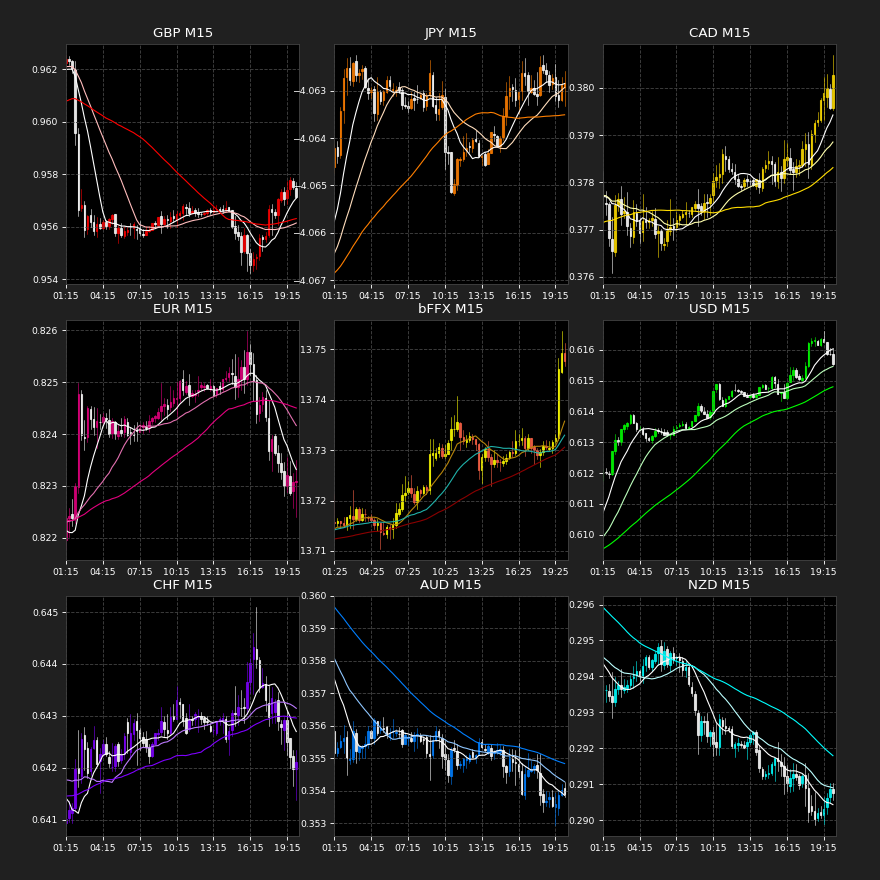 GBP M15
0.962
0.960
0.958
0.956
0.954
01:15 04:15 07:15 10:15 13:15 16:15 19:15
JPY M15
−4.063
−4.064
−4.065
−4.066
−4.067
01:15 04:15 07:15 10:15 13:15 16:15 19:15
CAD M15
0.380
0.379
0.378
0.377
0.376
01:15 04:15 07:15 10:15 13:15 16:15 19:15
EUR M15
0.826
0.825
0.824
0.823
0.822
01:15 04:15 07:15 10:15 13:15 16:15 19:15
bFFX M15
13.75
13.74
13.73
13.72
13.71
01:25 04:25 07:25 10:25 13:25 16:25 19:25
USD M15
0.616
0.615
0.614
0.613
0.612
0.611
0.610
01:15 04:15 07:15 10:15 13:15 16:15 19:15
CHF M15
0.645
0.644
0.643
0.642
0.641
01:15 04:15 07:15 10:15 13:15 16:15 19:15
AUD M15
0.360
0.359
0.358
0.357
0.356
0.355
0.354
0.353
01:15 04:15 07:15 10:15 13:15 16:15 19:15
NZD M15
0.296
0.295
0.294
0.293
0.292
0.291
0.290
01:15 04:15 07:15 10:15 13:15 16:15 19:15